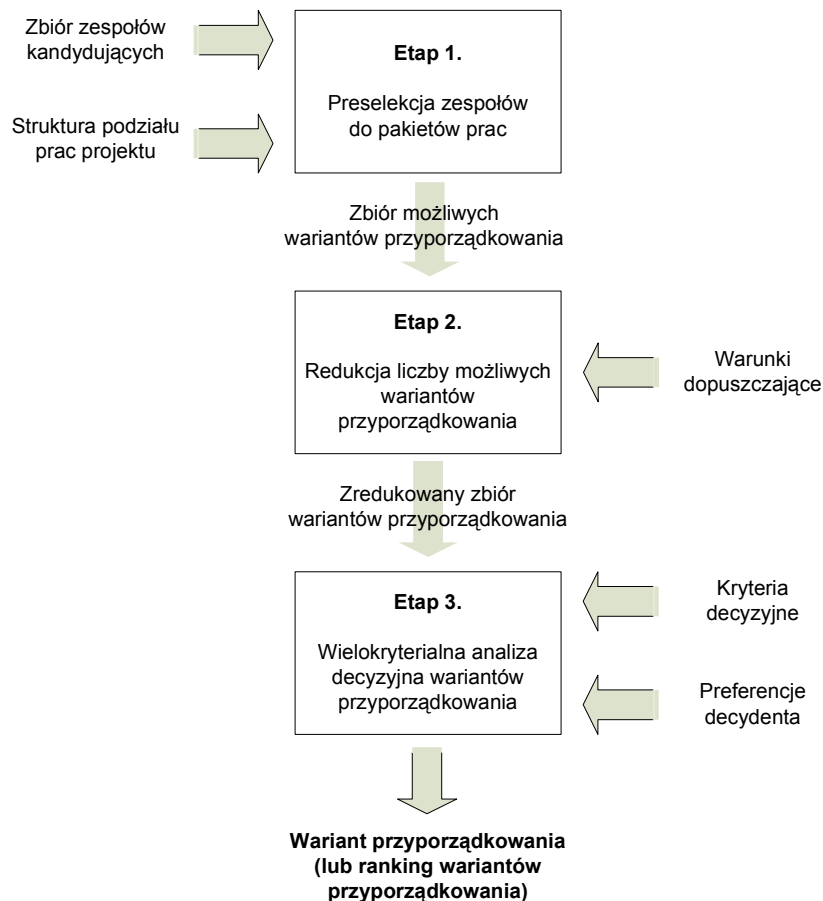 Zbiór zespołów
kandydujących
Struktura podziału
prac projektu
Etap 1.
Preselekcja zespołów
do pakietów prac
Zbiór możliwych
wariantów przyporządkowania
Etap 2.
Redukcja liczby możliwych
wariantów
przyporządkowania
Warunki
dopuszczające
Zredukowany zbiór
wariantów przyporządkowania
Etap 3.
Wielokryterialna analiza
decyzyjna wariantów
przyporządkowania
Kryteria
decyzyjne
Preferencje
decydenta
Wariant przyporządkowania
(lub ranking wariantów
przyporządkowania)